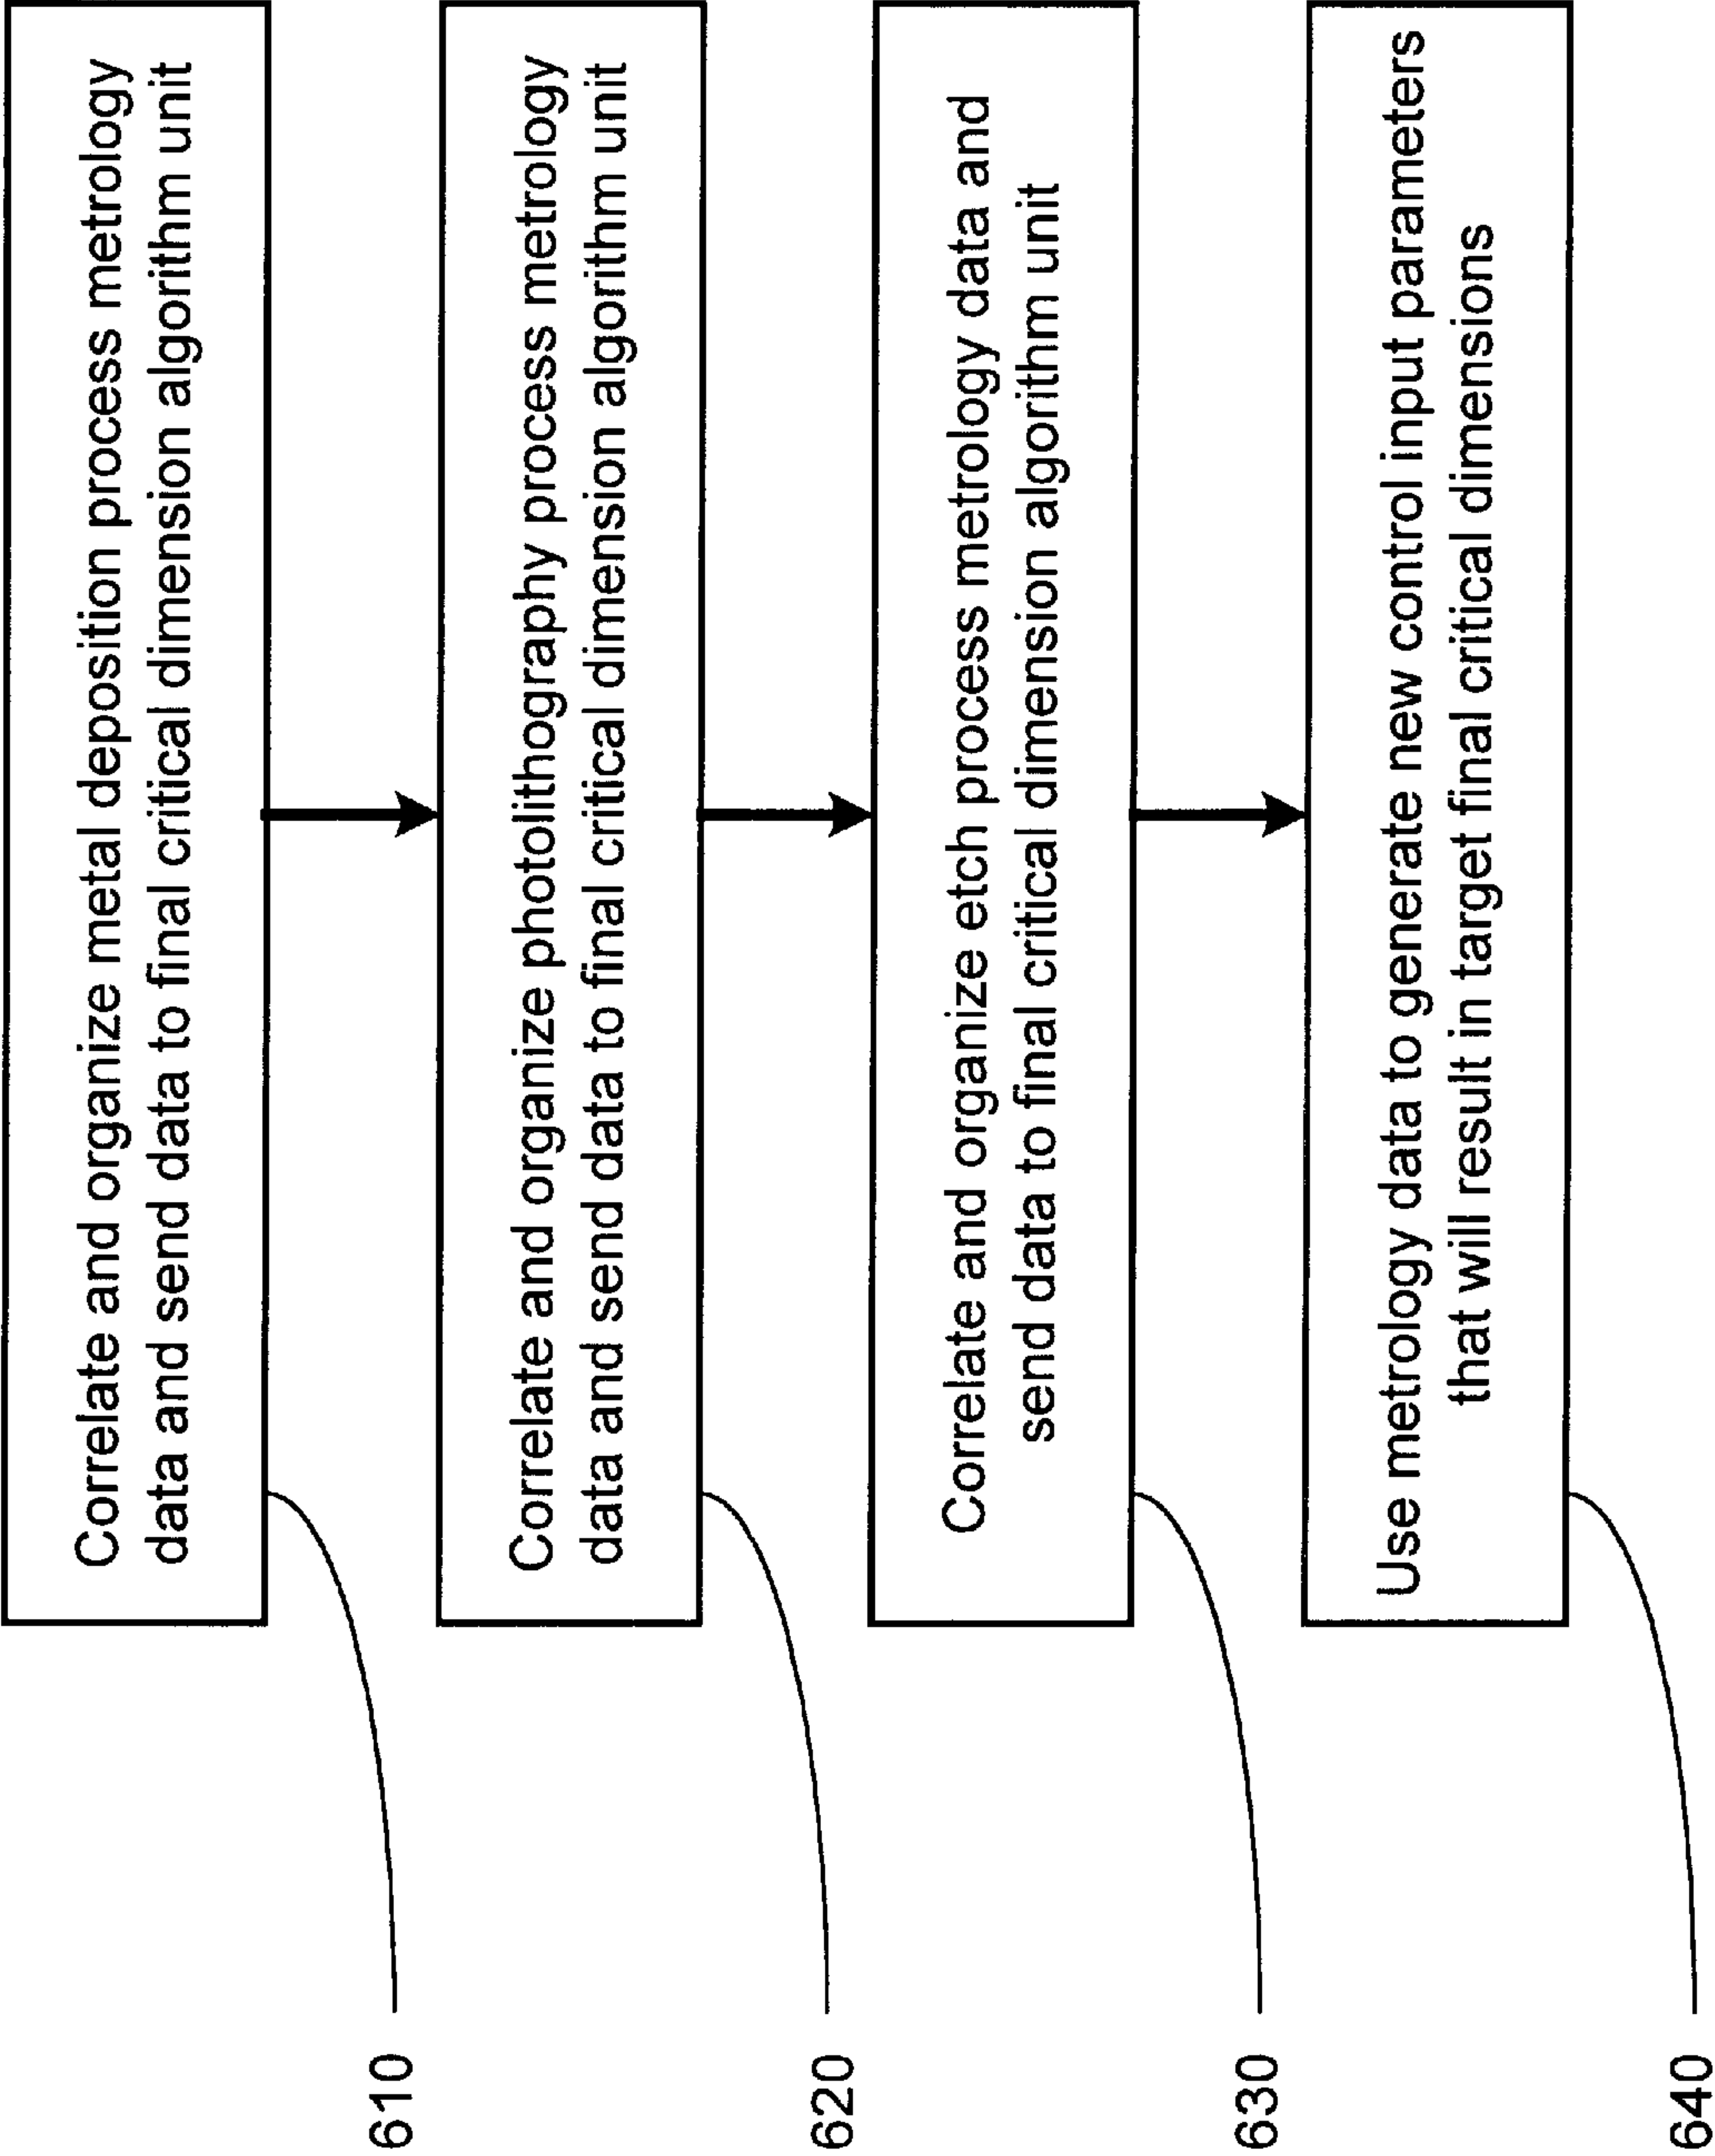 Correlate and organize metal deposition process metrology
data and send data to final critical dimension algorithm unit
610
Correlate and organize photolithography process metrology
data and send data to final critical dimension algorithm unit
620
Correlate and organize etch process metrology data and
send data to final critical dimension algorithm unit
630
Use metrology data to generate new control input parameters
that will result in target final critical dimensions
640